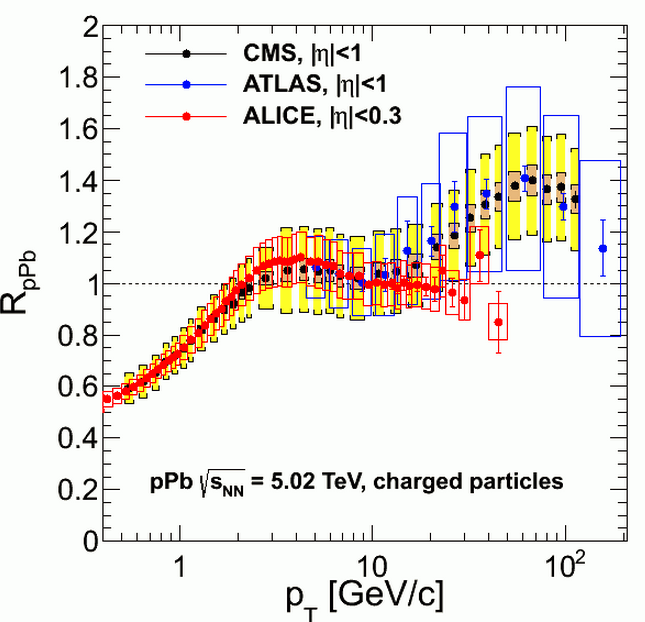 CMS, |η|<1
ATLAS, |η|<1
ALICE, |η|<0.3
2
1.8
1.6
1.4
1.2
1
0.8
0.6
0.4
0.2
0
R_pPb
pPb √s_NN = 5.02 TeV, charged particles
1 10 10²
p_T [GeV/c]